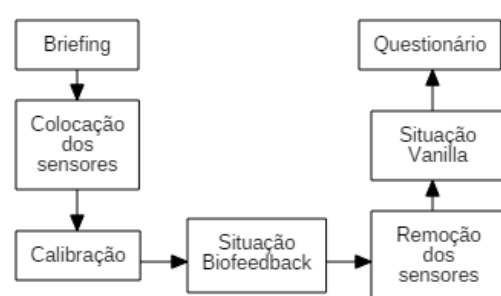 Briefing
Colocação
dos
sensores
Calibração
Situação
Biofeedback
Remoção
dos
sensores
Situação
Vanilla
Questionário